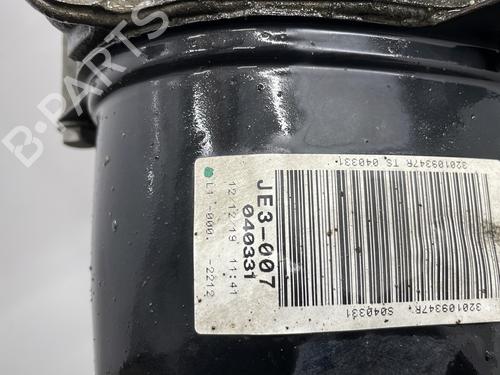 B-PARTS
320109347R TS 040331
JE3-007
040331
12/12/19 11:41
L1 -000. -2212
320109347R S040331